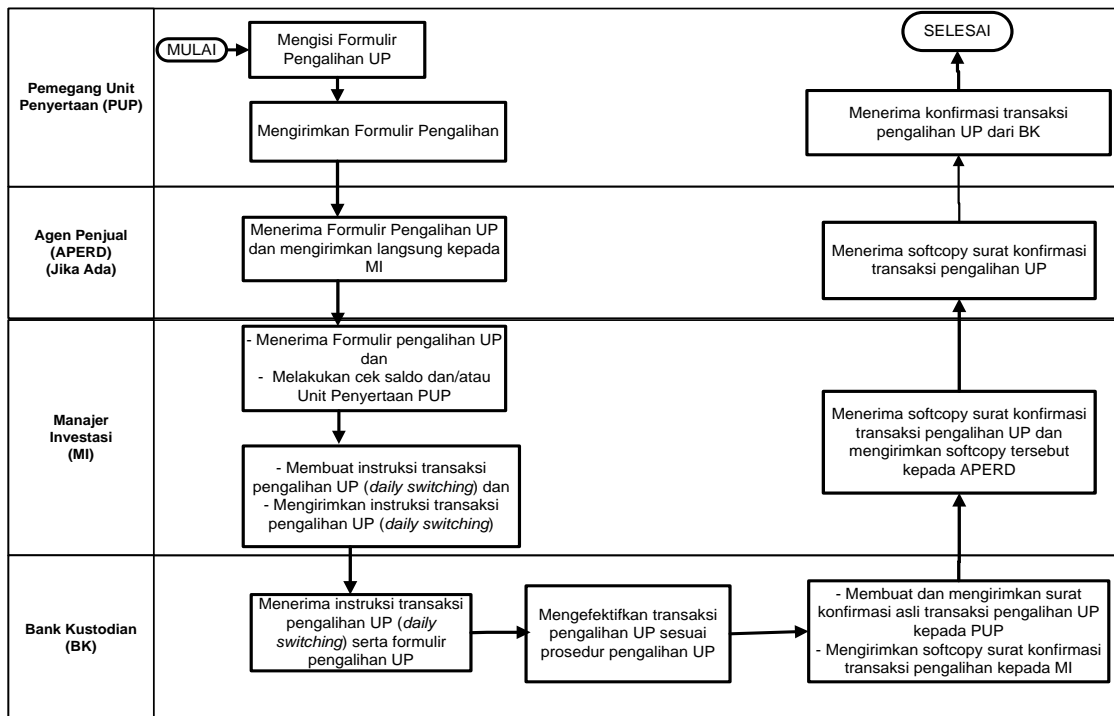 Pemegang Unit
Penyertaan (PUP)
MULAI
Mengisi Formulir
Pengalihan UP
Mengirimkan Formulir Pengalihan
SELESAI
Menerima konfirmasi transaksi
pengalihan UP dari BK
Agen Penjual
(APERD)
(Jika Ada)
Menerima Formulir Pengalihan UP
dan mengirimkan langsung kepada
MI
Menerima softcopy surat konfirmasi
transaksi pengalihan UP
Manajer
Investasi
(MI)
- Menerima Formulir pengalihan UP
dan
- Melakukan cek saldo dan/atau
Unit Penyertaan PUP
- Membuat instruksi transaksi
pengalihan UP (daily switching) dan
- Mengirimkan instruksi transaksi
pengalihan UP (daily switching)
Menerima softcopy surat konfirmasi
transaksi pengalihan UP dan
mengirimkan softcopy tersebut
kepada APERD
Bank Kustodian
(BK)
Menerima instruksi transaksi
pengalihan UP (daily
switching) serta formulir
pengalihan UP
Mengefektifkan transaksi
pengalihan UP sesuai
prosedur pengalihan UP
- Membuat dan mengirimkan surat
konfirmasi asli transaksi pengalihan UP
kepada PUP
- Mengirimkan softcopy surat konfirmasi
transaksi pengalihan kepada MI